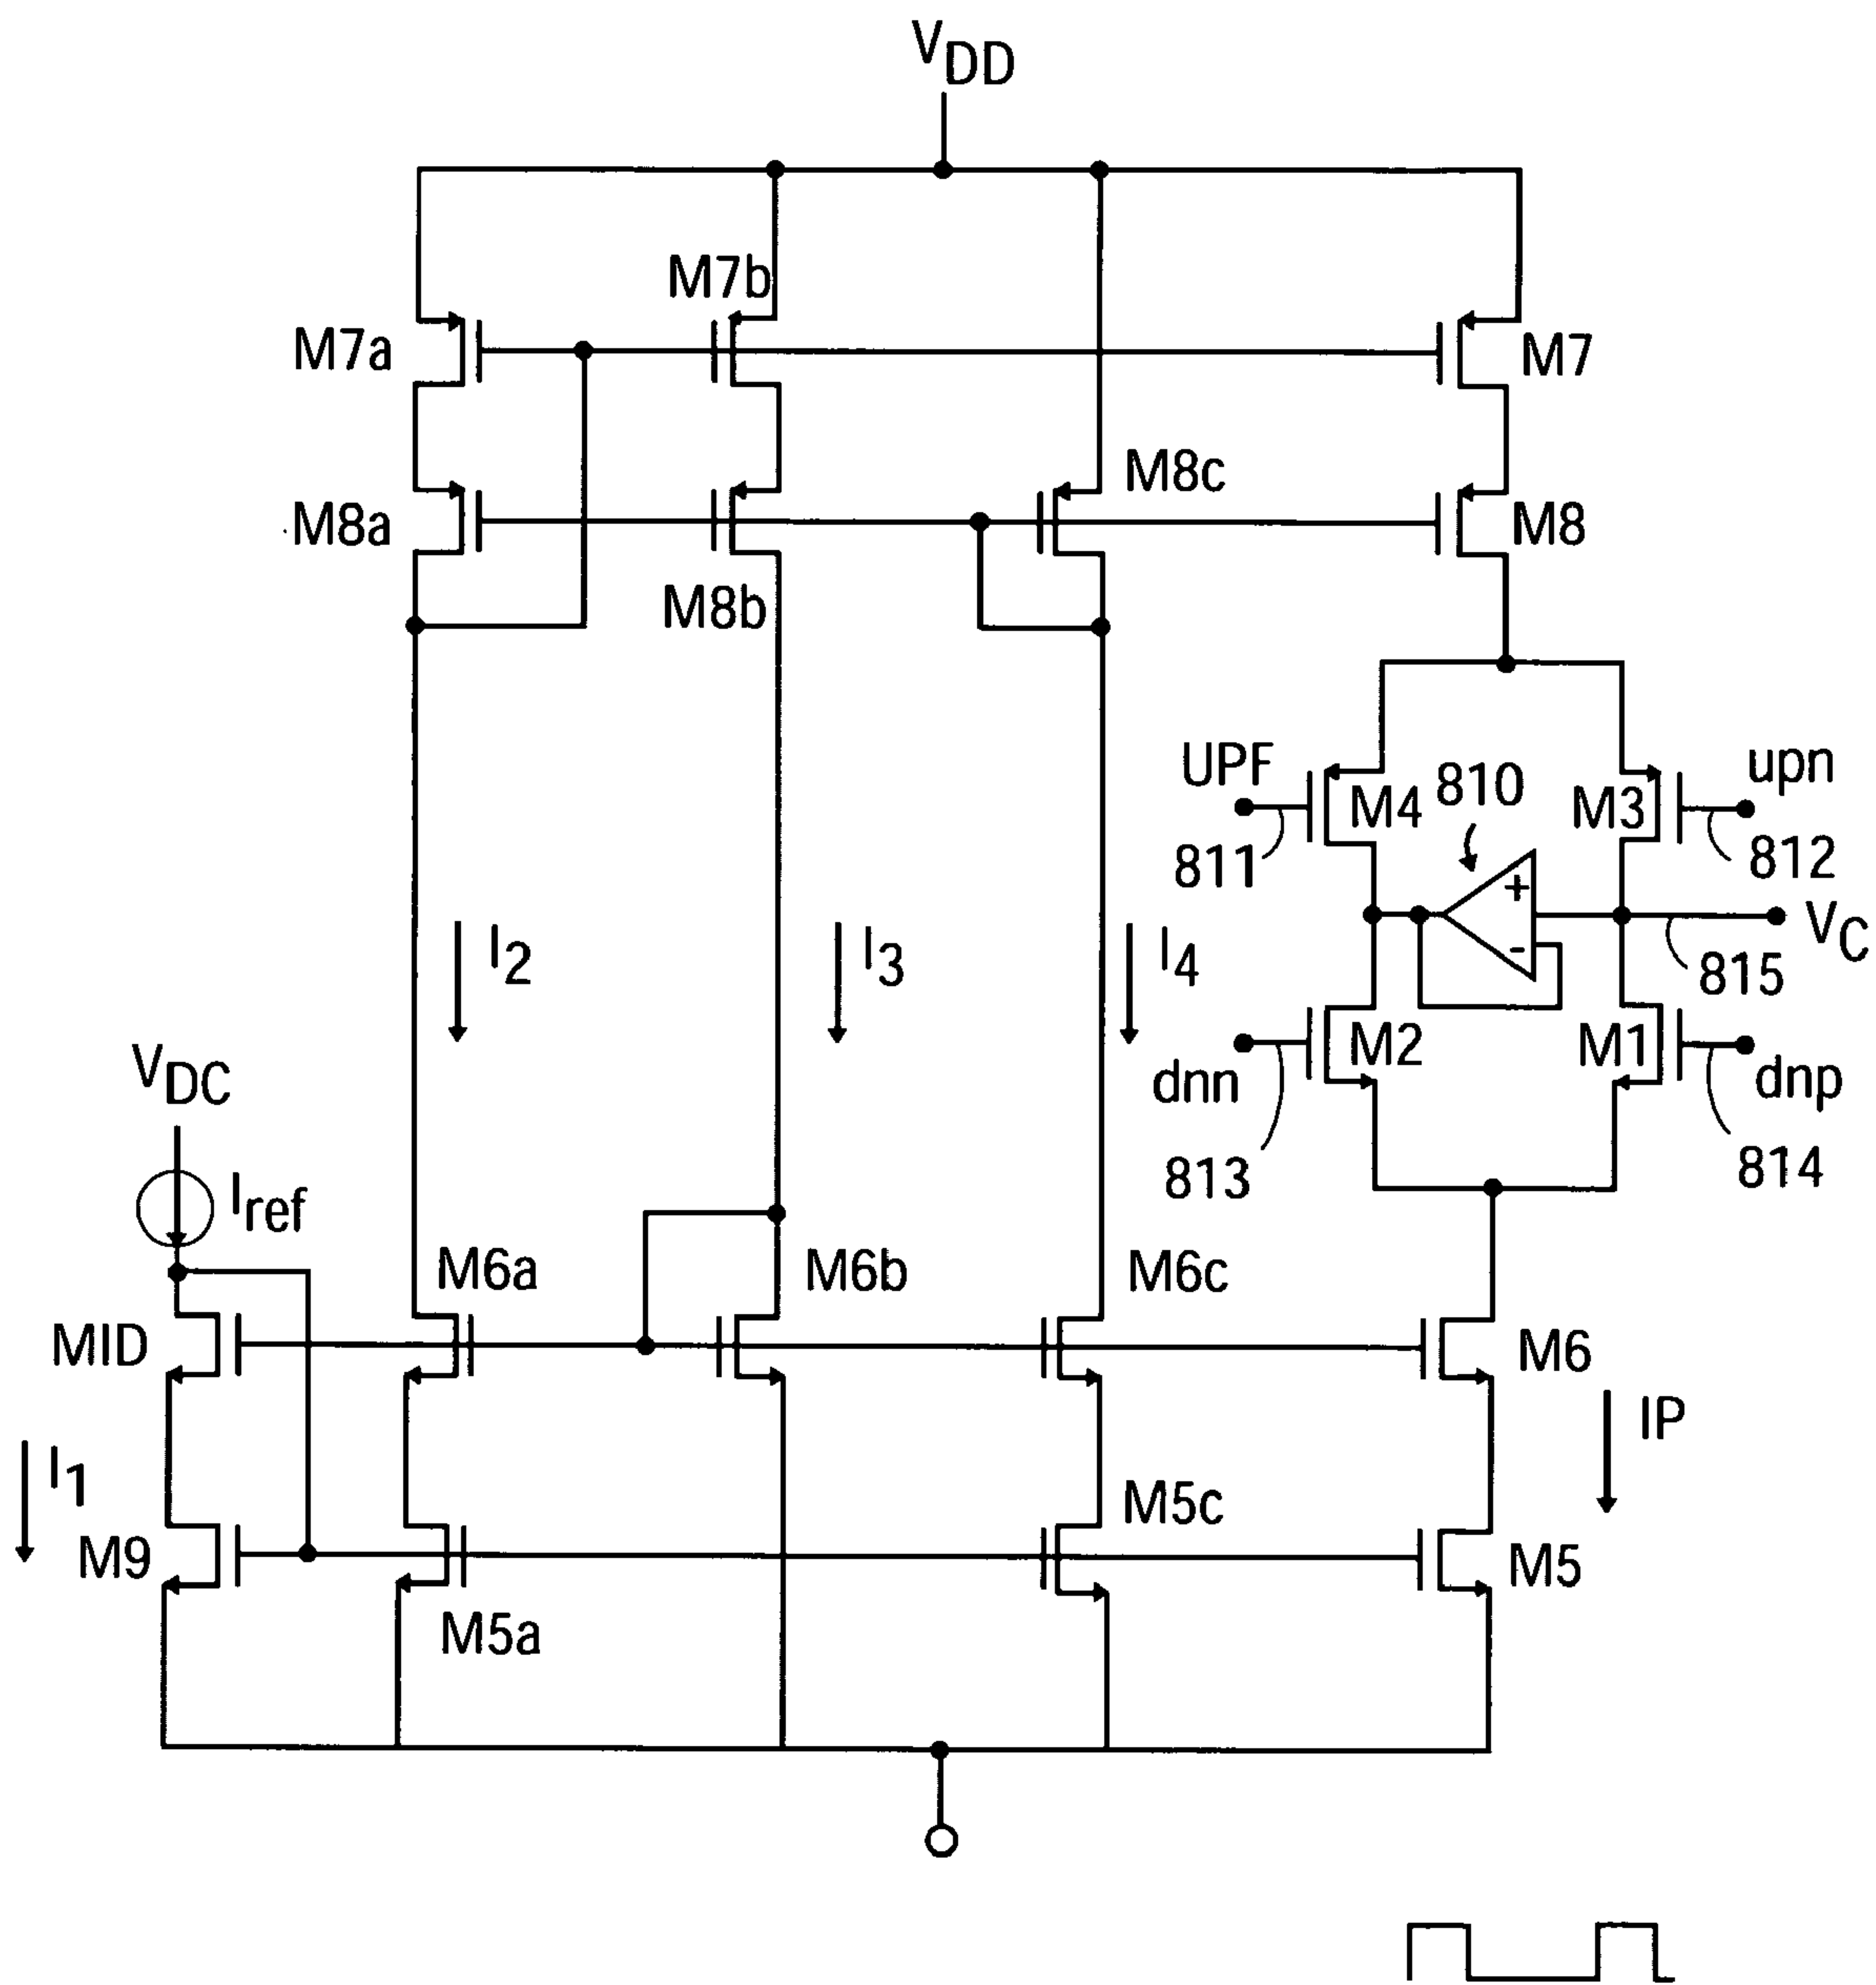 VDD
M7b
M7a
M7
M8c
M8a
M8
M8b
UPF
810
upn
M4
M3
811
812
+
I2
I3
I4
-
VC
815
VDC
M2
M1
dnn
dnp
813
814
Iref
M6a
M6b
M6c
MID
M6
IP
I1
M5c
M9
M5
M5a